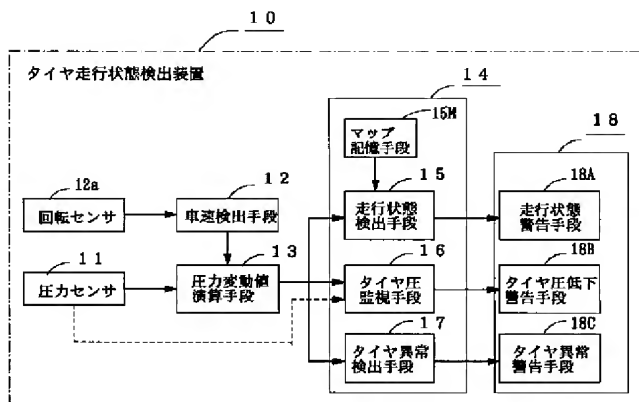 １０
タイヤ走行状態検出装置
１４
１８
15M
マップ
記憶手段
12a
回転センサ
１２
車速検出手段
１５
走行状態
検出手段
18A
走行状態
警告手段
１１
圧力センサ
１３
圧力変動値
演算手段
１６
タイヤ圧
監視手段
18B
タイヤ圧低下
警告手段
１７
タイヤ異常
検出手段
18C
タイヤ異常
警告手段